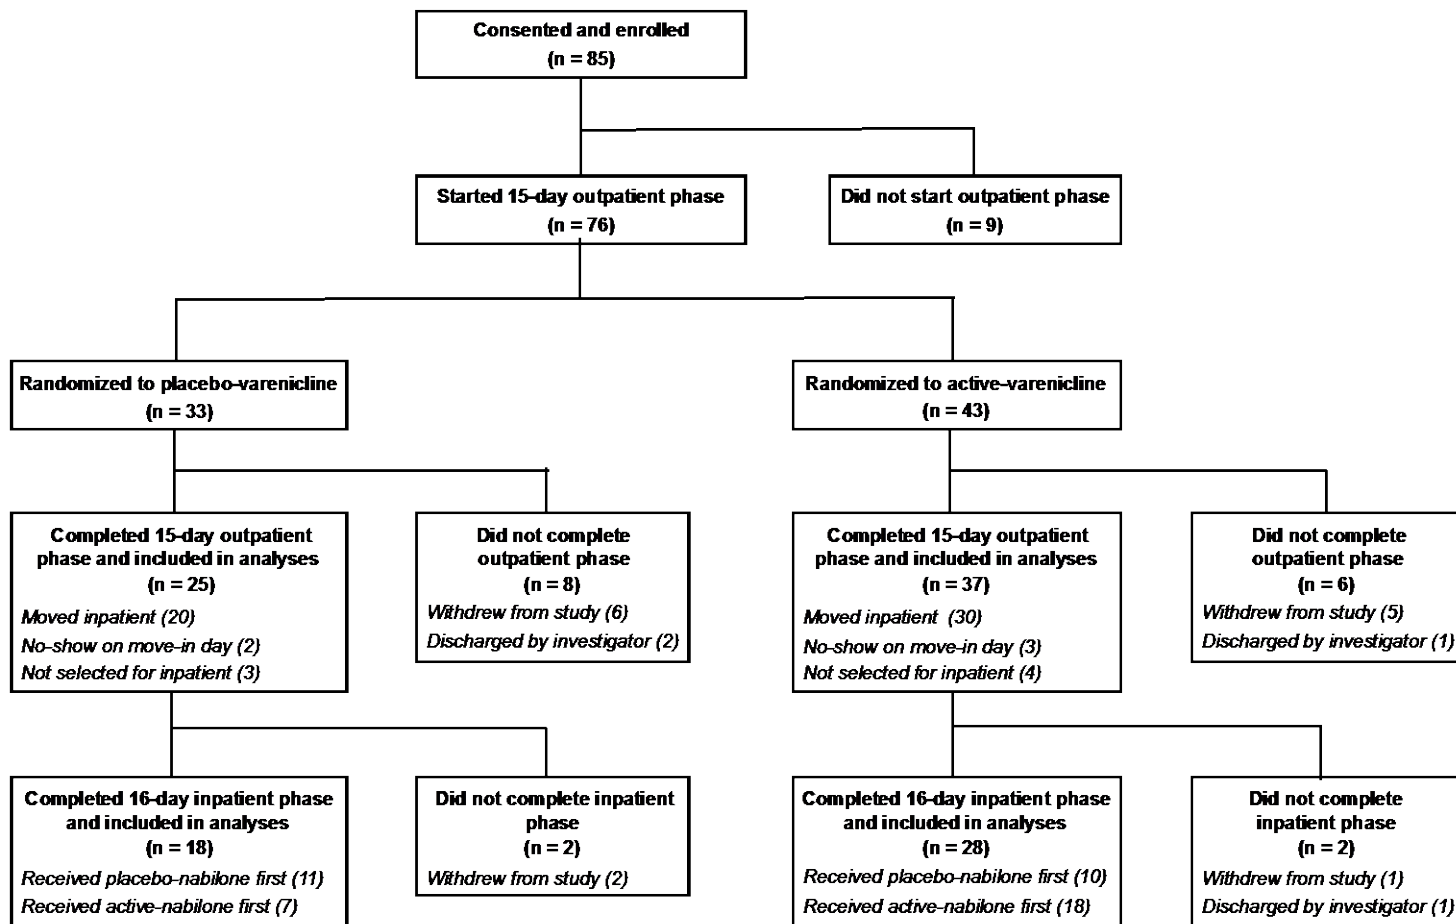 Consented and enrolled
(n = 85)
Started 15-day outpatient phase
(n = 76)
Did not start outpatient phase
(n = 9)
Randomized to placebo-varenicline
(n = 33)
Randomized to active-varenicline
(n = 43)
Completed 15-day outpatient
phase and included in analyses
(n = 25)
Moved inpatient (20)
No-show on move-in day (2)
Not selected for inpatient (3)
Did not complete
outpatient phase
(n = 8)
Withdrew from study (6)
Discharged by investigator (2)
Completed 15-day outpatient
phase and included in analyses
(n = 37)
Moved inpatient (30)
No-show on move-in day (3)
Not selected for inpatient (4)
Did not complete
outpatient phase
(n = 6)
Withdrew from study (5)
Discharged by investigator (1)
Completed 16-day inpatient phase
and included in analyses
(n = 18)
Received placebo-nabilone first (11)
Received active-nabilone first (7)
Did not complete inpatient
phase
(n = 2)
Withdrew from study (2)
Completed 16-day inpatient phase
and included in analyses
(n = 28)
Received placebo-nabilone first (10)
Received active-nabilone first (18)
Did not complete
inpatient phase
(n = 2)
Withdrew from study (1)
Discharged by investigator (1)